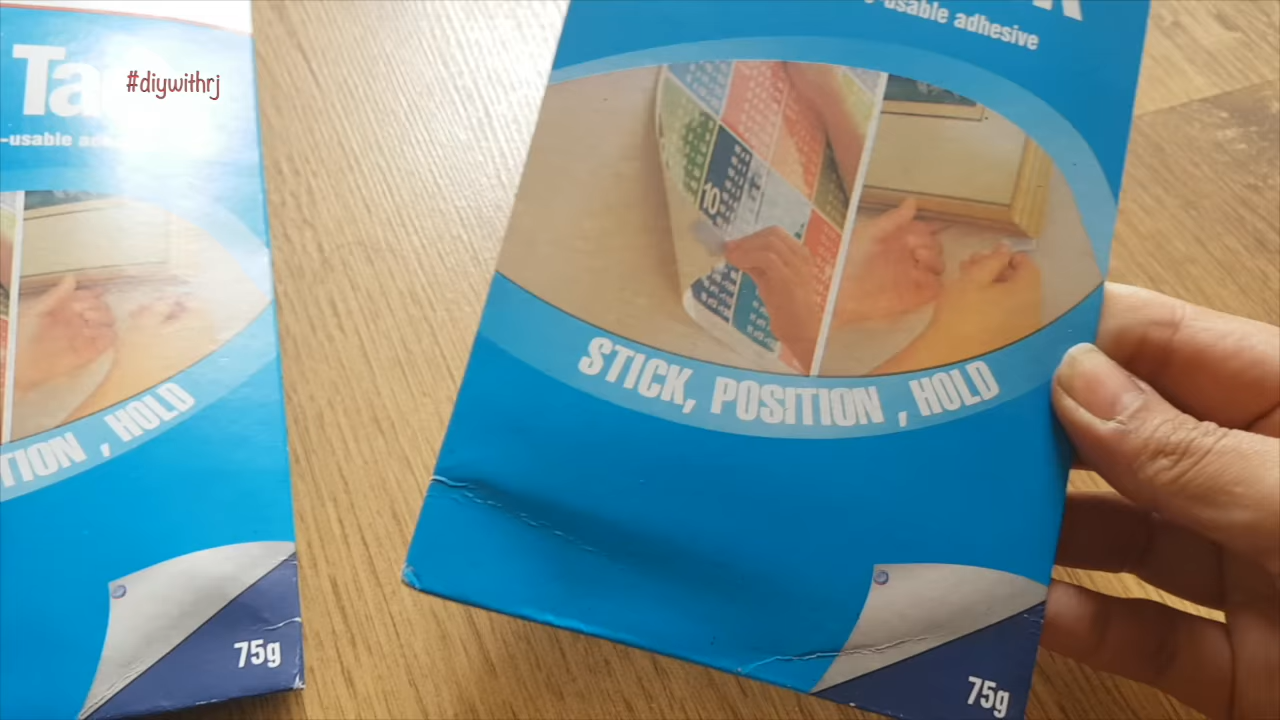 Ta
#diywithrj
-usable
TION , HOLD
75g
-usable adhesive
10
STICK, POSITION , HOLD
75g